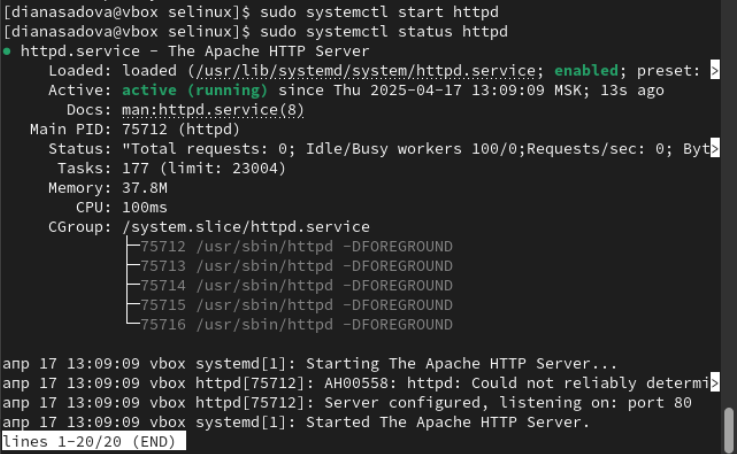 [dianasadova@vbox selinux]$ sudo systemctl start httpd
[dianasadova@vbox selinux]$ sudo systemctl status httpd
● httpd.service – The Apache HTTP Server
     Loaded: loaded (/usr/lib/systemd/system/httpd.service; enabled; preset: >
     Active: active (running) since Thu 2025-04-17 13:09:09 MSK; 13s ago
       Docs: man:httpd.service(8)
   Main PID: 75712 (httpd)
     Status: "Total requests: 0; Idle/Busy workers 100/0;Requests/sec: 0; Byt>
      Tasks: 177 (limit: 23004)
     Memory: 37.8M
        CPU: 100ms
     CGroup: /system.slice/httpd.service
             ├─75712 /usr/sbin/httpd -DFOREGROUND
             ├─75713 /usr/sbin/httpd -DFOREGROUND
             ├─75714 /usr/sbin/httpd -DFOREGROUND
             ├─75715 /usr/sbin/httpd -DFOREGROUND
             └─75716 /usr/sbin/httpd -DFOREGROUND
апр 17 13:09:09 vbox systemd[1]: Starting The Apache HTTP Server...
апр 17 13:09:09 vbox httpd[75712]: AH00558: httpd: Could not reliably determi>
апр 17 13:09:09 vbox httpd[75712]: Server configured, listening on: port 80
апр 17 13:09:09 vbox systemd[1]: Started The Apache HTTP Server.
lines 1-20/20 (END)